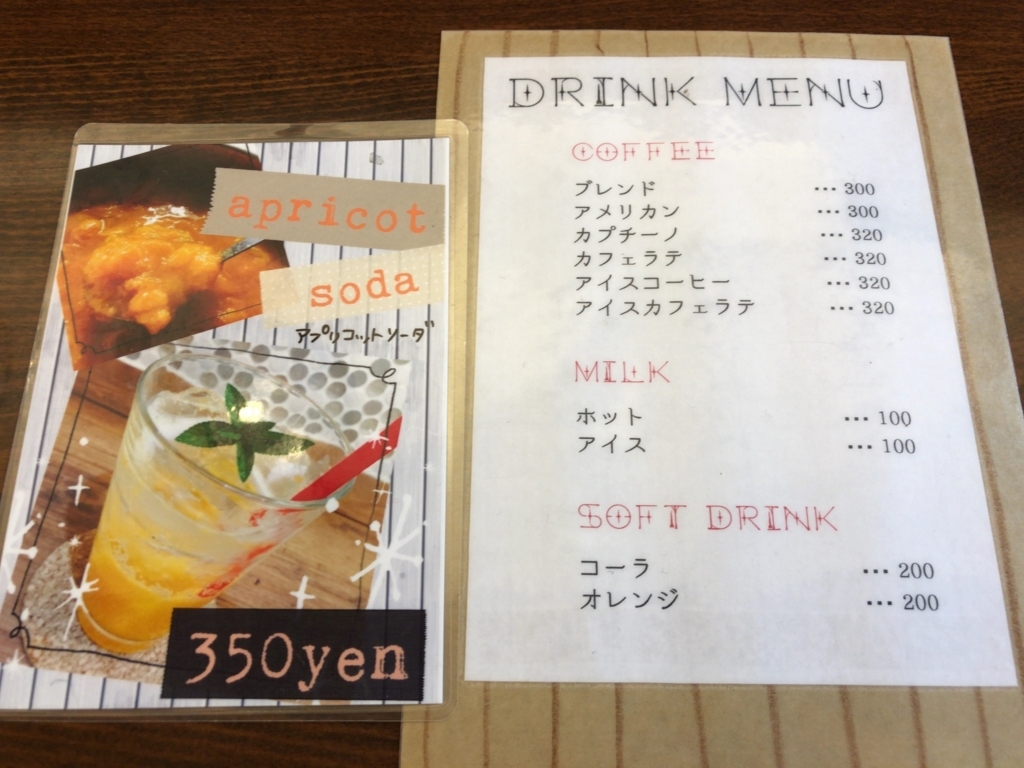 apricot
soda
アプリコットソーダ
350yen
DRINK MENU
COFFEE
ブレンド ••• 300
アメリカン ••• 300
カプチーノ ••• 320
カフェラテ ••• 320
アイスコーヒー ••• 320
アイスカフェラテ ••• 320
MILK
ホット ••• 100
アイス ••• 100
SOFT DRINK
コーラ ••• 200
オレンジ ••• 200